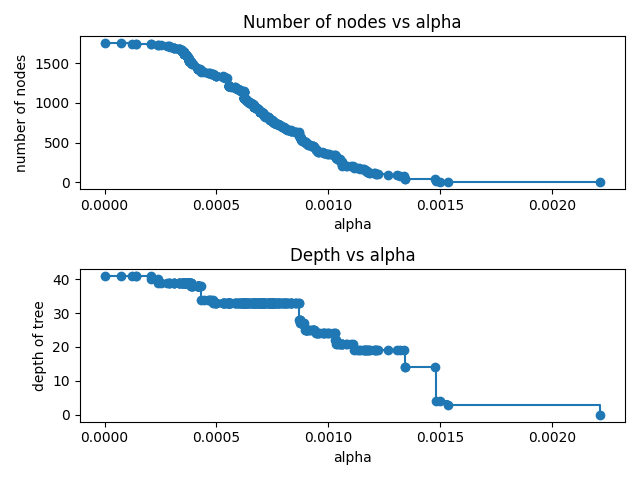 Number of nodes vs alpha
number of nodes
1500
1000
500
0
0.0000 0.0005 0.0010 0.0015 0.0020
alpha
Depth vs alpha
depth of tree
40
30
20
10
0
0.0000 0.0005 0.0010 0.0015 0.0020
alpha